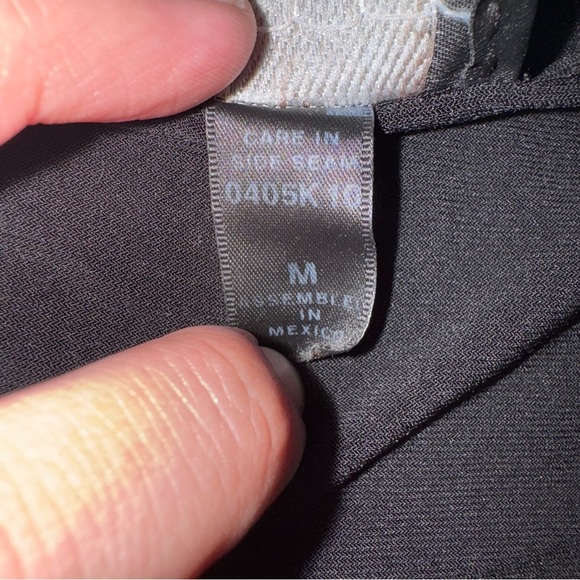 CARE IN
SIDE SEAM
0405K 10
M
ASSEMBLED
IN
MEXICO